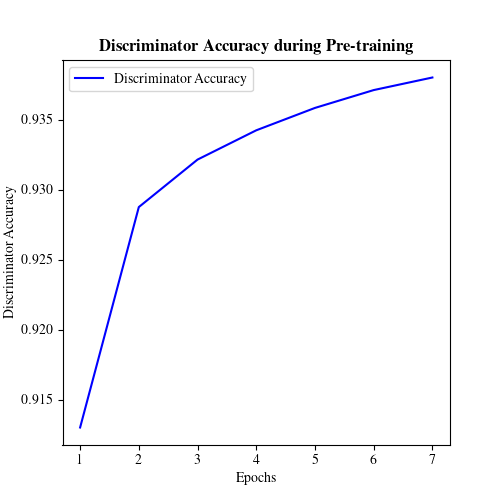 Discriminator Accuracy during Pre-training
Discriminator Accuracy
0.935
0.930
0.925
0.920
0.915
Discriminator Accuracy
1 2 3 4 5 6 7
Epochs